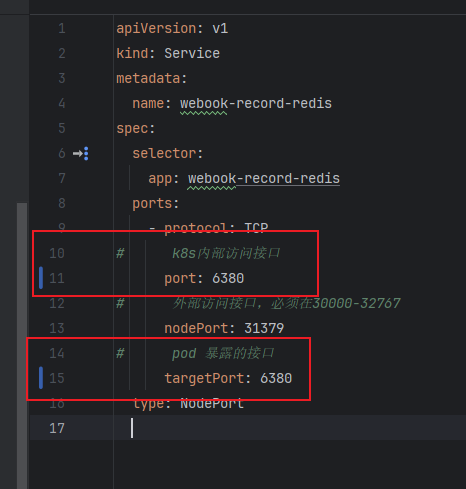 1 apiVersion: v1
2 kind: Service
3 metadata:
4 name: webook-record-redis
5 spec:
6 selector:
7 app: webook-record-redis
8 ports:
9 - protocol: TCP
10 # k8s内部访问接口
11 port: 6380
12 # 外部访问接口，必须在30000-32767
13 nodePort: 31379
14 # pod 暴露的接口
15 targetPort: 6380
16 type: NodePort
17